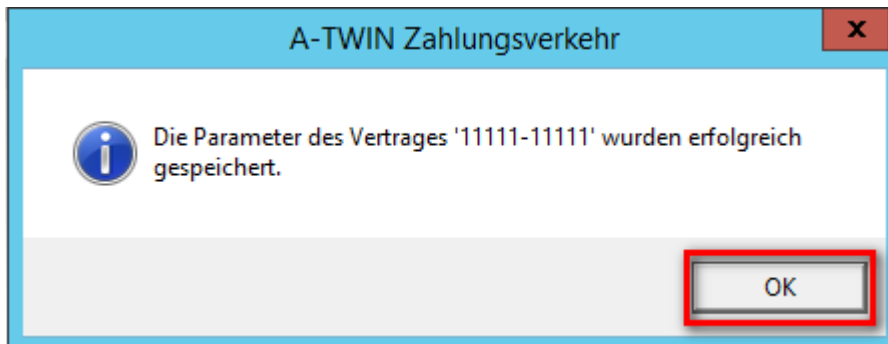 A-TWIN Zahlungsverkehr
x
Die Parameter des Vertrages '11111-11111' wurden erfolgreich
gespeichert.
OK